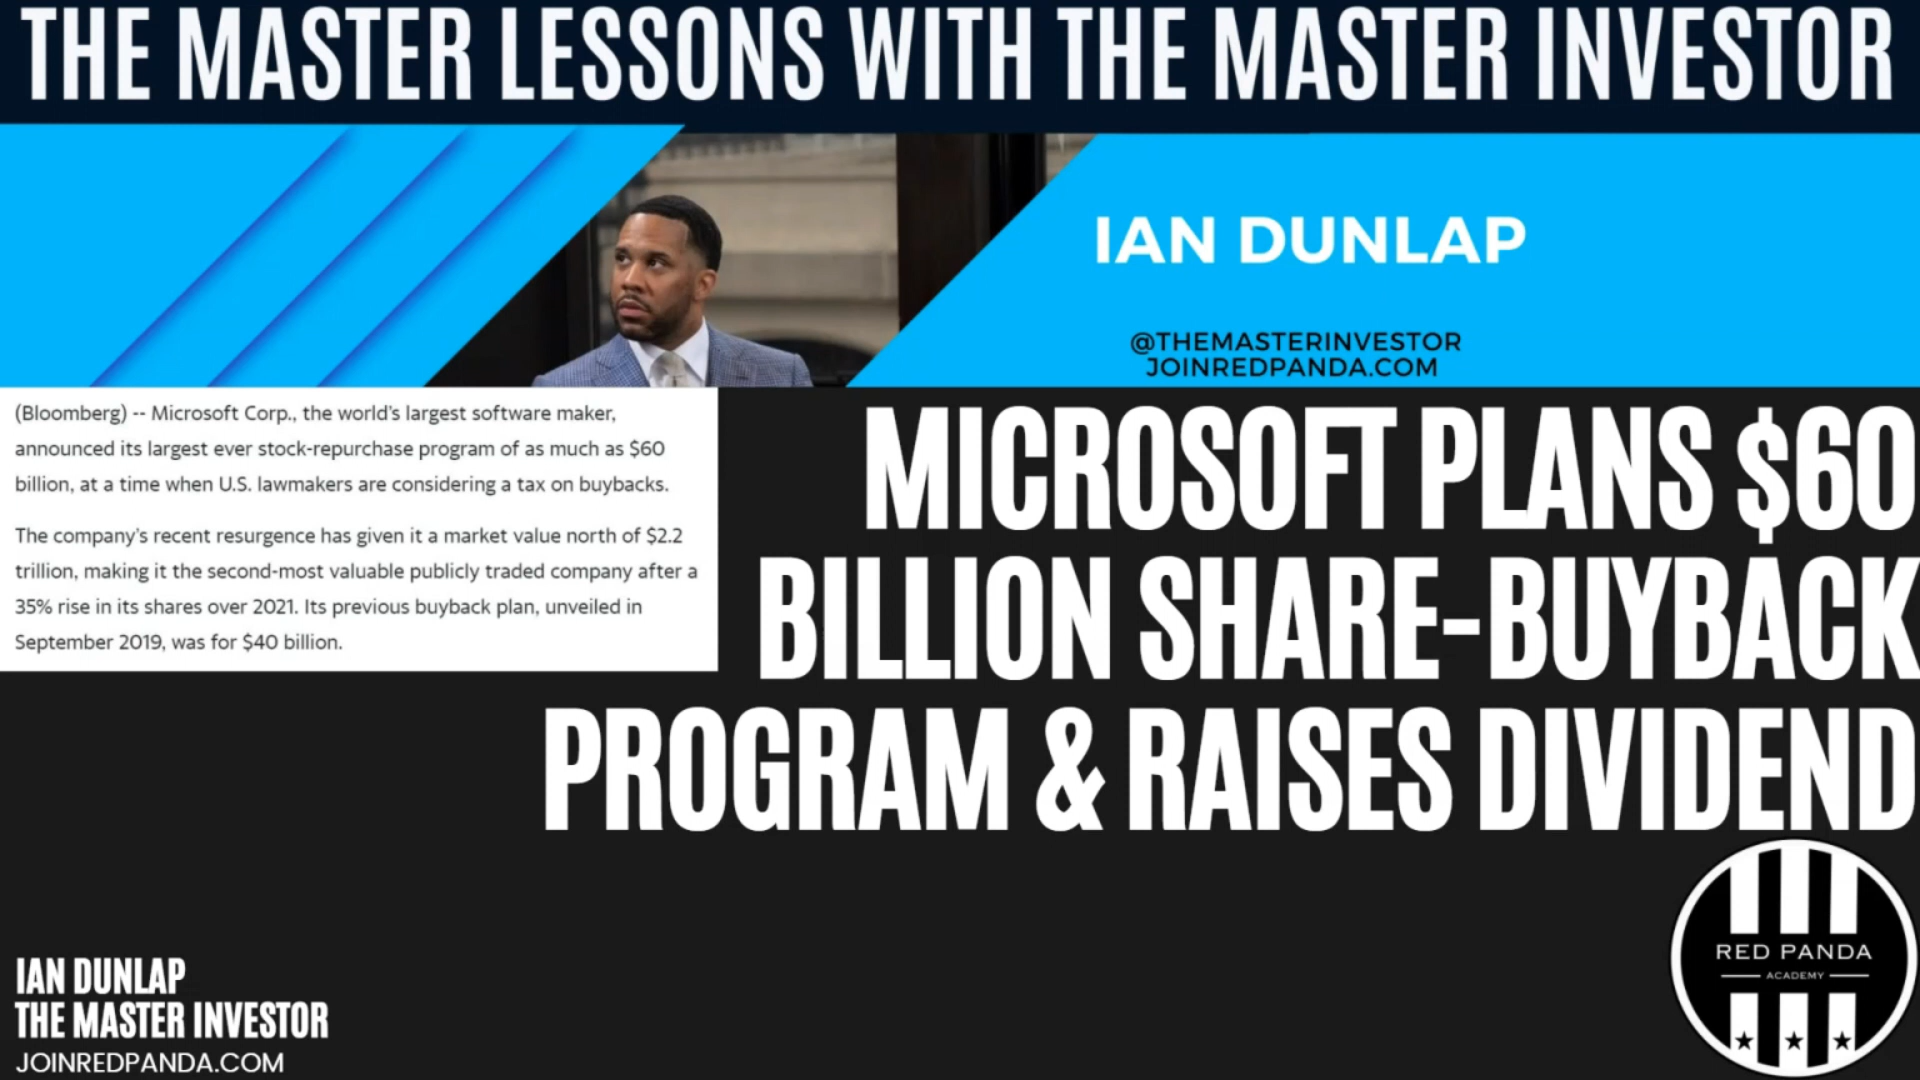 THE MASTER LESSONS WITH THE MASTER INVESTOR
IAN DUNLAP
@THEMASTERINVESTOR
JOINREDPANDA.COM
(Bloomberg) -- Microsoft Corp., the world's largest software maker,
announced its largest ever stock-repurchase program of as much as $60
billion, at a time when U.S. lawmakers are considering a tax on buybacks.
The company's recent resurgence has given it a market value north of $2.2
trillion, making it the second-most valuable publicly traded company after a
35% rise in its shares over 2021. Its previous buyback plan, unveiled in
September 2019, was for $40 billion.
MICROSOFT PLANS $60
BILLION SHARE-BUYBACK
PROGRAM & RAISES DIVIDEND
IAN DUNLAP
THE MASTER INVESTOR
JOINREDPANDA.COM
RED PANDA
ACADEMY